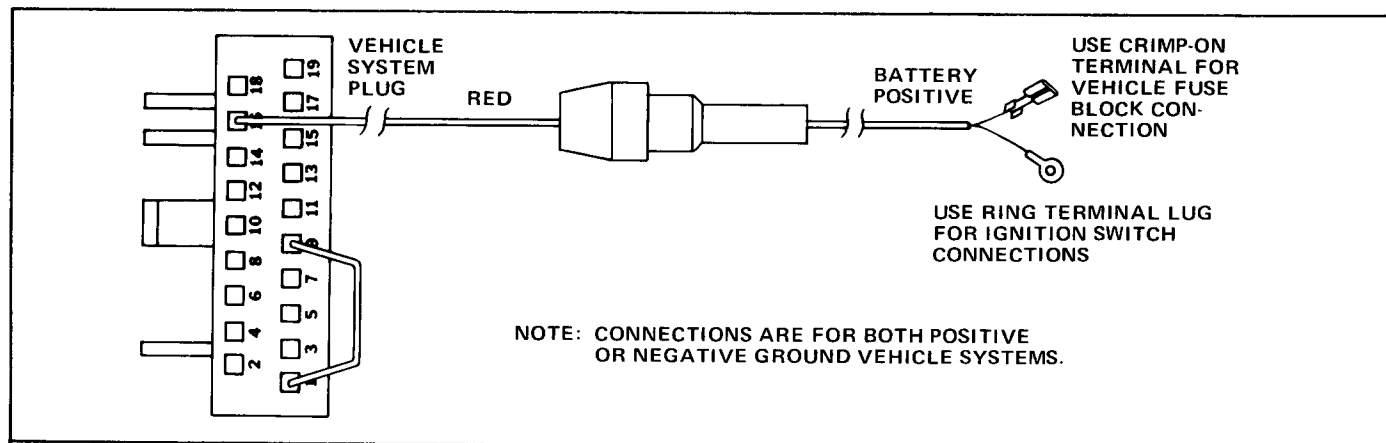 VEHICLE
SYSTEM
PLUG
RED
BATTERY
POSITIVE
USE CRIMP-ON
TERMINAL FOR
VEHICLE FUSE
BLOCK CON-
NECTION
USE RING TERMINAL LUG
FOR IGNITION SWITCH
CONNECTIONS
18
14
12
10
8
6
4
2
19
17
15
13
11
7
5
3
NOTE: CONNECTIONS ARE FOR BOTH POSITIVE
OR NEGATIVE GROUND VEHICLE SYSTEMS.